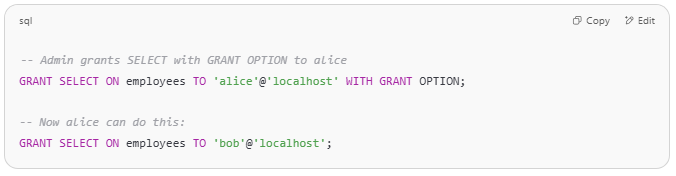 sql
Copy
Edit
-- Admin grants SELECT with GRANT OPTION to alice
GRANT SELECT ON employees TO 'alice'@'localhost' WITH GRANT OPTION;
-- Now alice can do this:
GRANT SELECT ON employees TO 'bob'@'localhost';